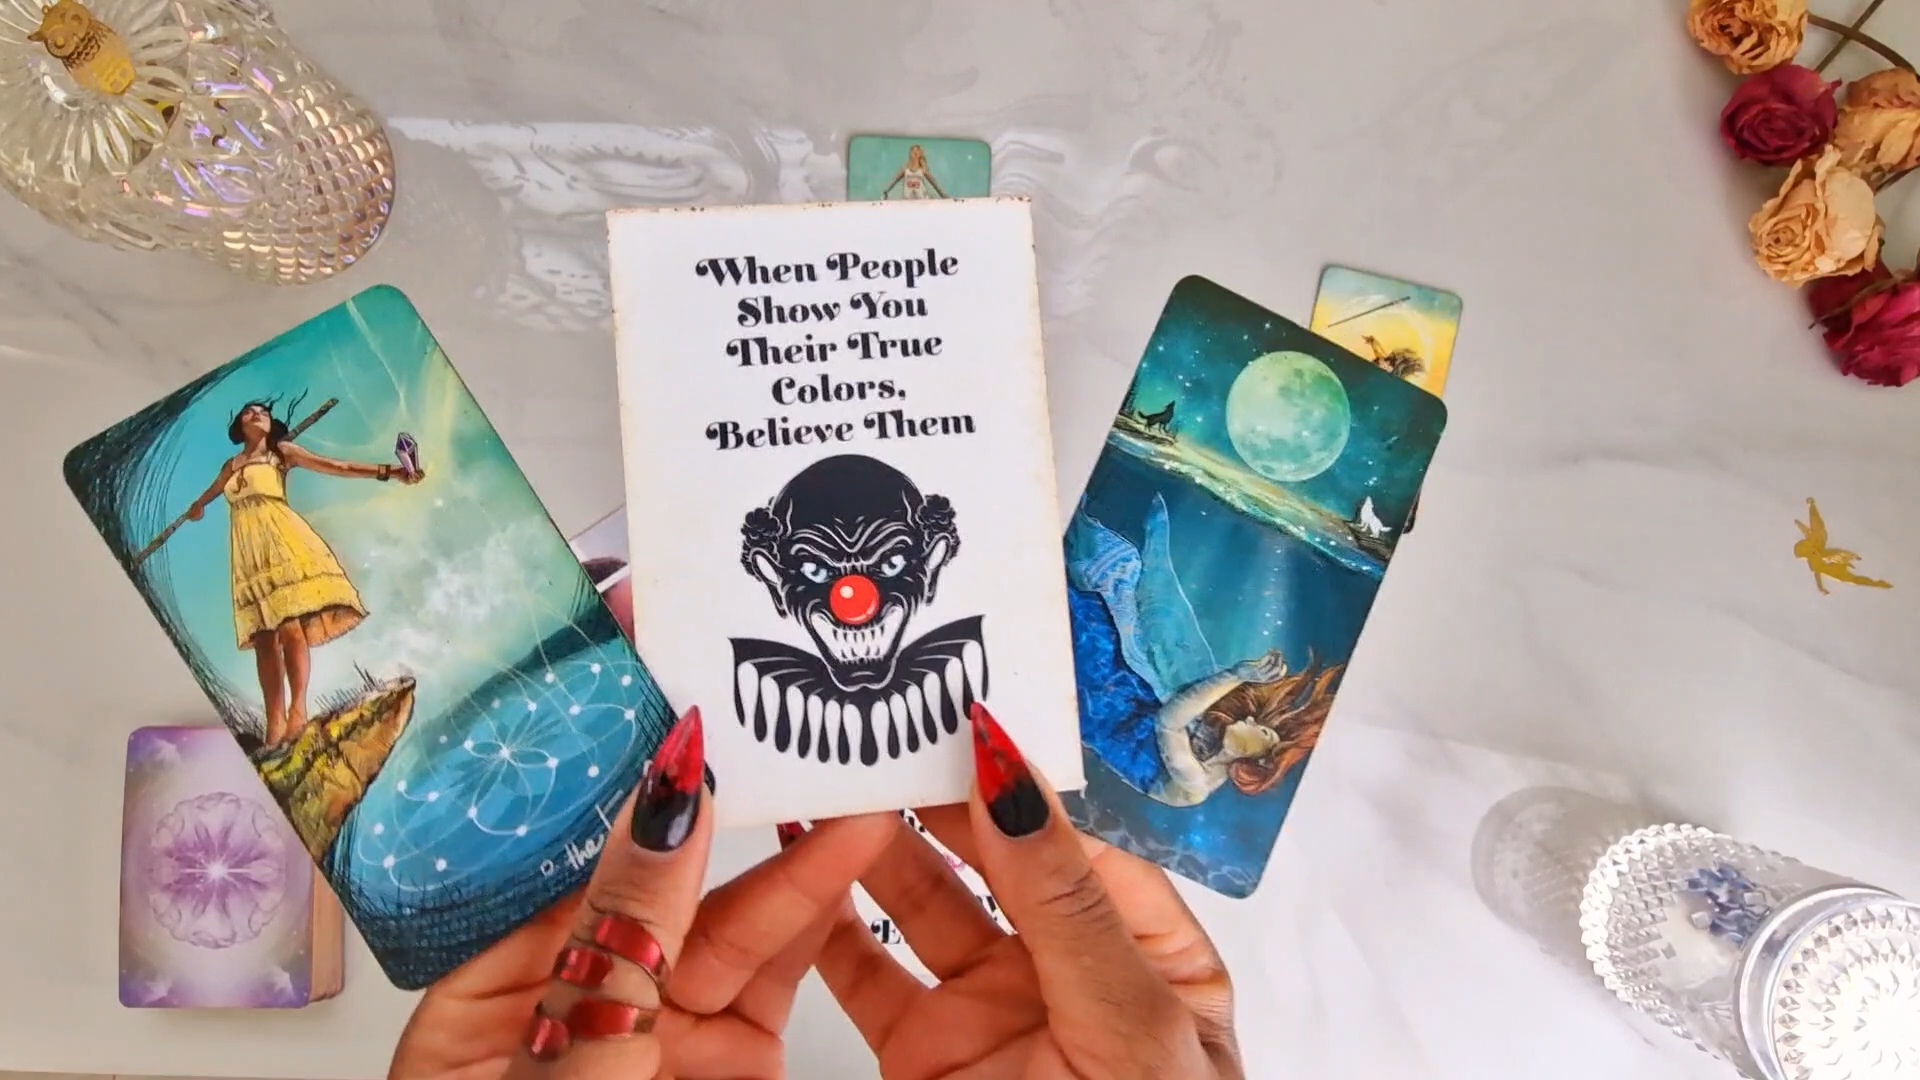 When People
Show You
Their True
Colors,
Believe Them